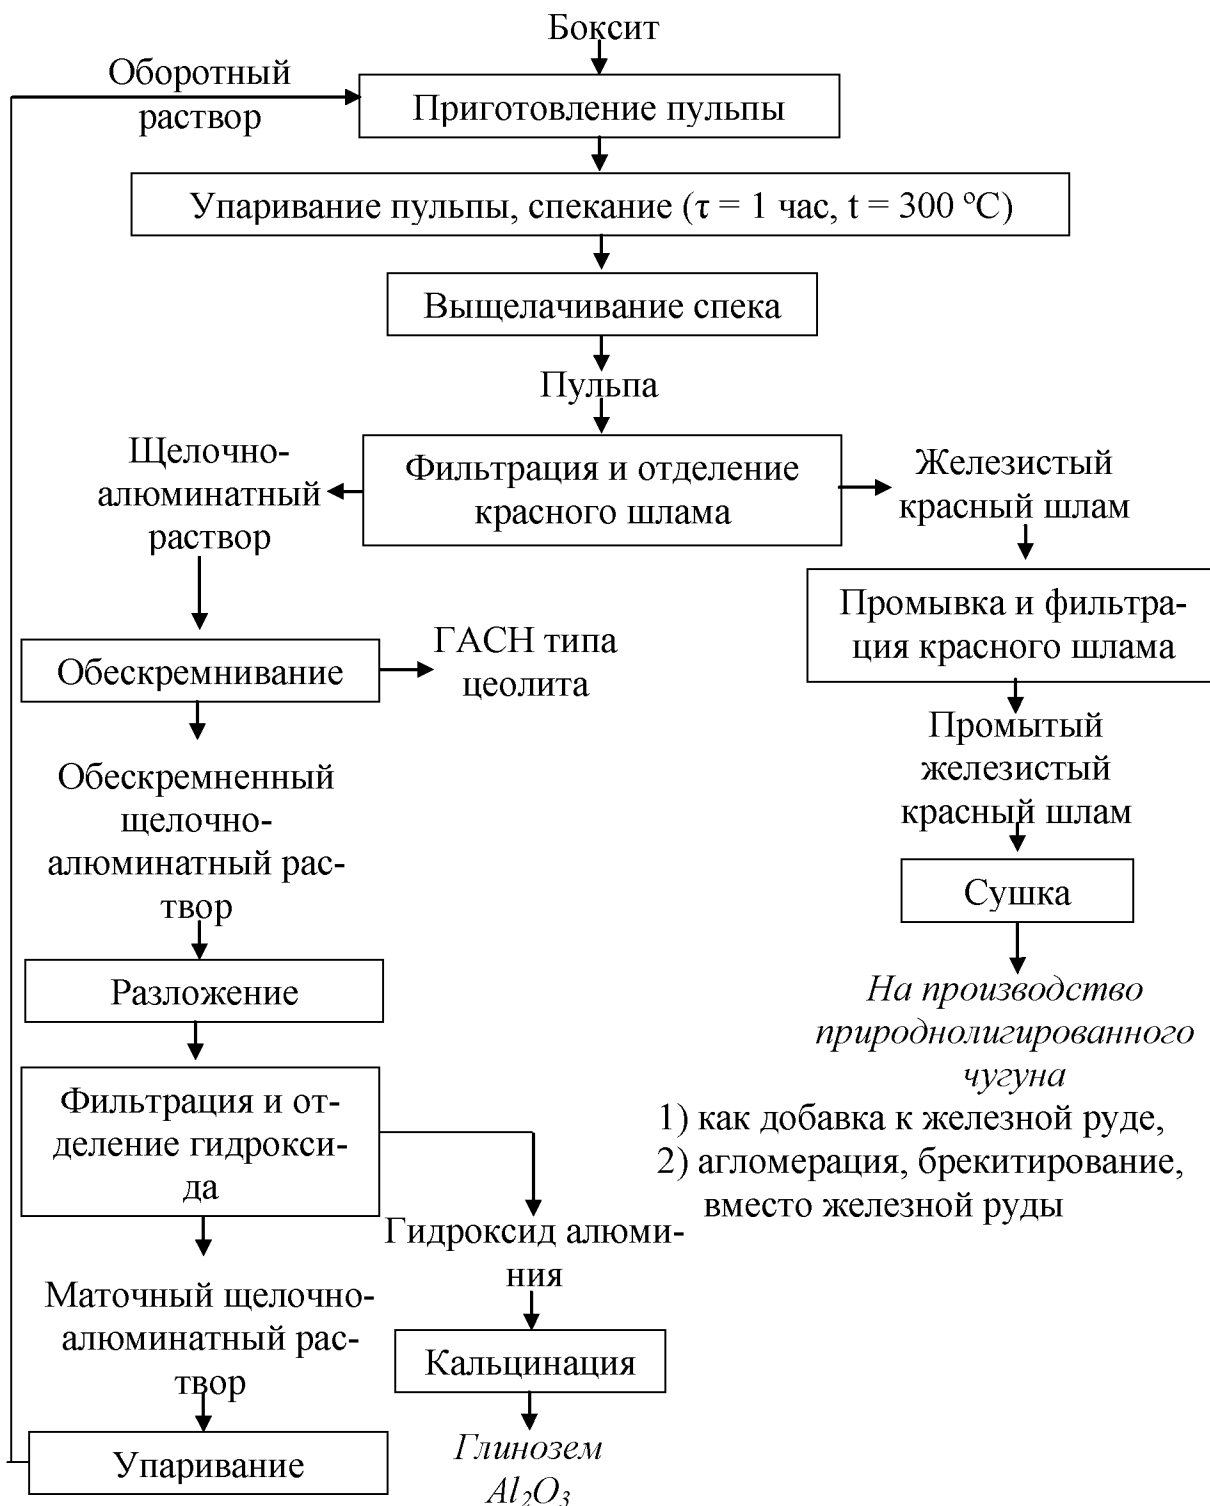 Боксит
Оборотный
раствор
Приготовление пульпы
Упаривание пульпы, спекание (τ = 1 час, t = 300 ºC)
Выщелачивание спека
Пульпа
Щелочно-
алюминатный
раствор
Фильтрация и отделение
красного шлама
Железистый
красный шлам
Промывка и фильтра-
ция красного шлама
Обескремнивание
ГАСН типа
цеолита
Промытый
железистый
красный шлам
Обескремненный
щелочно-
алюминатный рас-
твор
Сушка
Разложение
На производство
природнолигированного
чугуна
1) как добавка к железной руде,
2) агломерация, брекитирование,
вместо железной руды
Фильтрация и от-
деление гидрокси-
да
Гидроксид алюми-
ния
Маточный щелочно-
алюминатный рас-
твор
Кальцинация
Упаривание
Глинозем
Al₂O₃